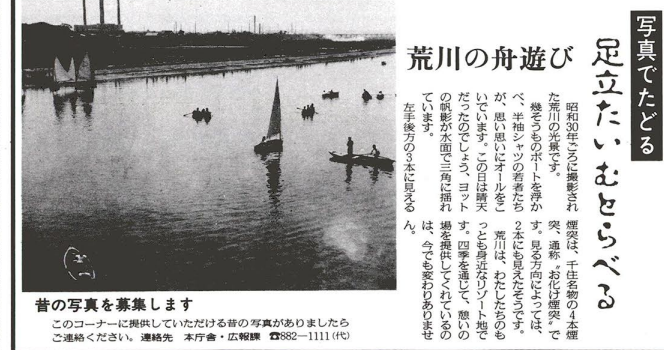 写真でたどる
足立たいむとらべる
荒川の舟遊び
昭和30年ごろに撮影され
た荒川の光景です。
幾そうものボートを浮か
べ、半袖シャツの若者たち
が、思い思いにオールをこ
いでいます。この日は晴天
だったのでしょう、ヨット
の帆影が水面で三角に揺れ
ています。
左手後方の3本に見える
煙突は、千住名物の4本煙
突、通称〝お化け煙突〟で
す。見る方向によっては、
2本にも見えたそうです。
荒川は、わたしたちのも
っとも身近なリゾート地で
す。四季を通じて、憩いの
場を提供してくれているの
は、今でも変わりありませ
ん。
昔の写真を募集します
このコーナーに提供していただける昔の写真がありましたら
ご連絡ください。連絡先 本庁舎・広報課 ☎882―1111(代)